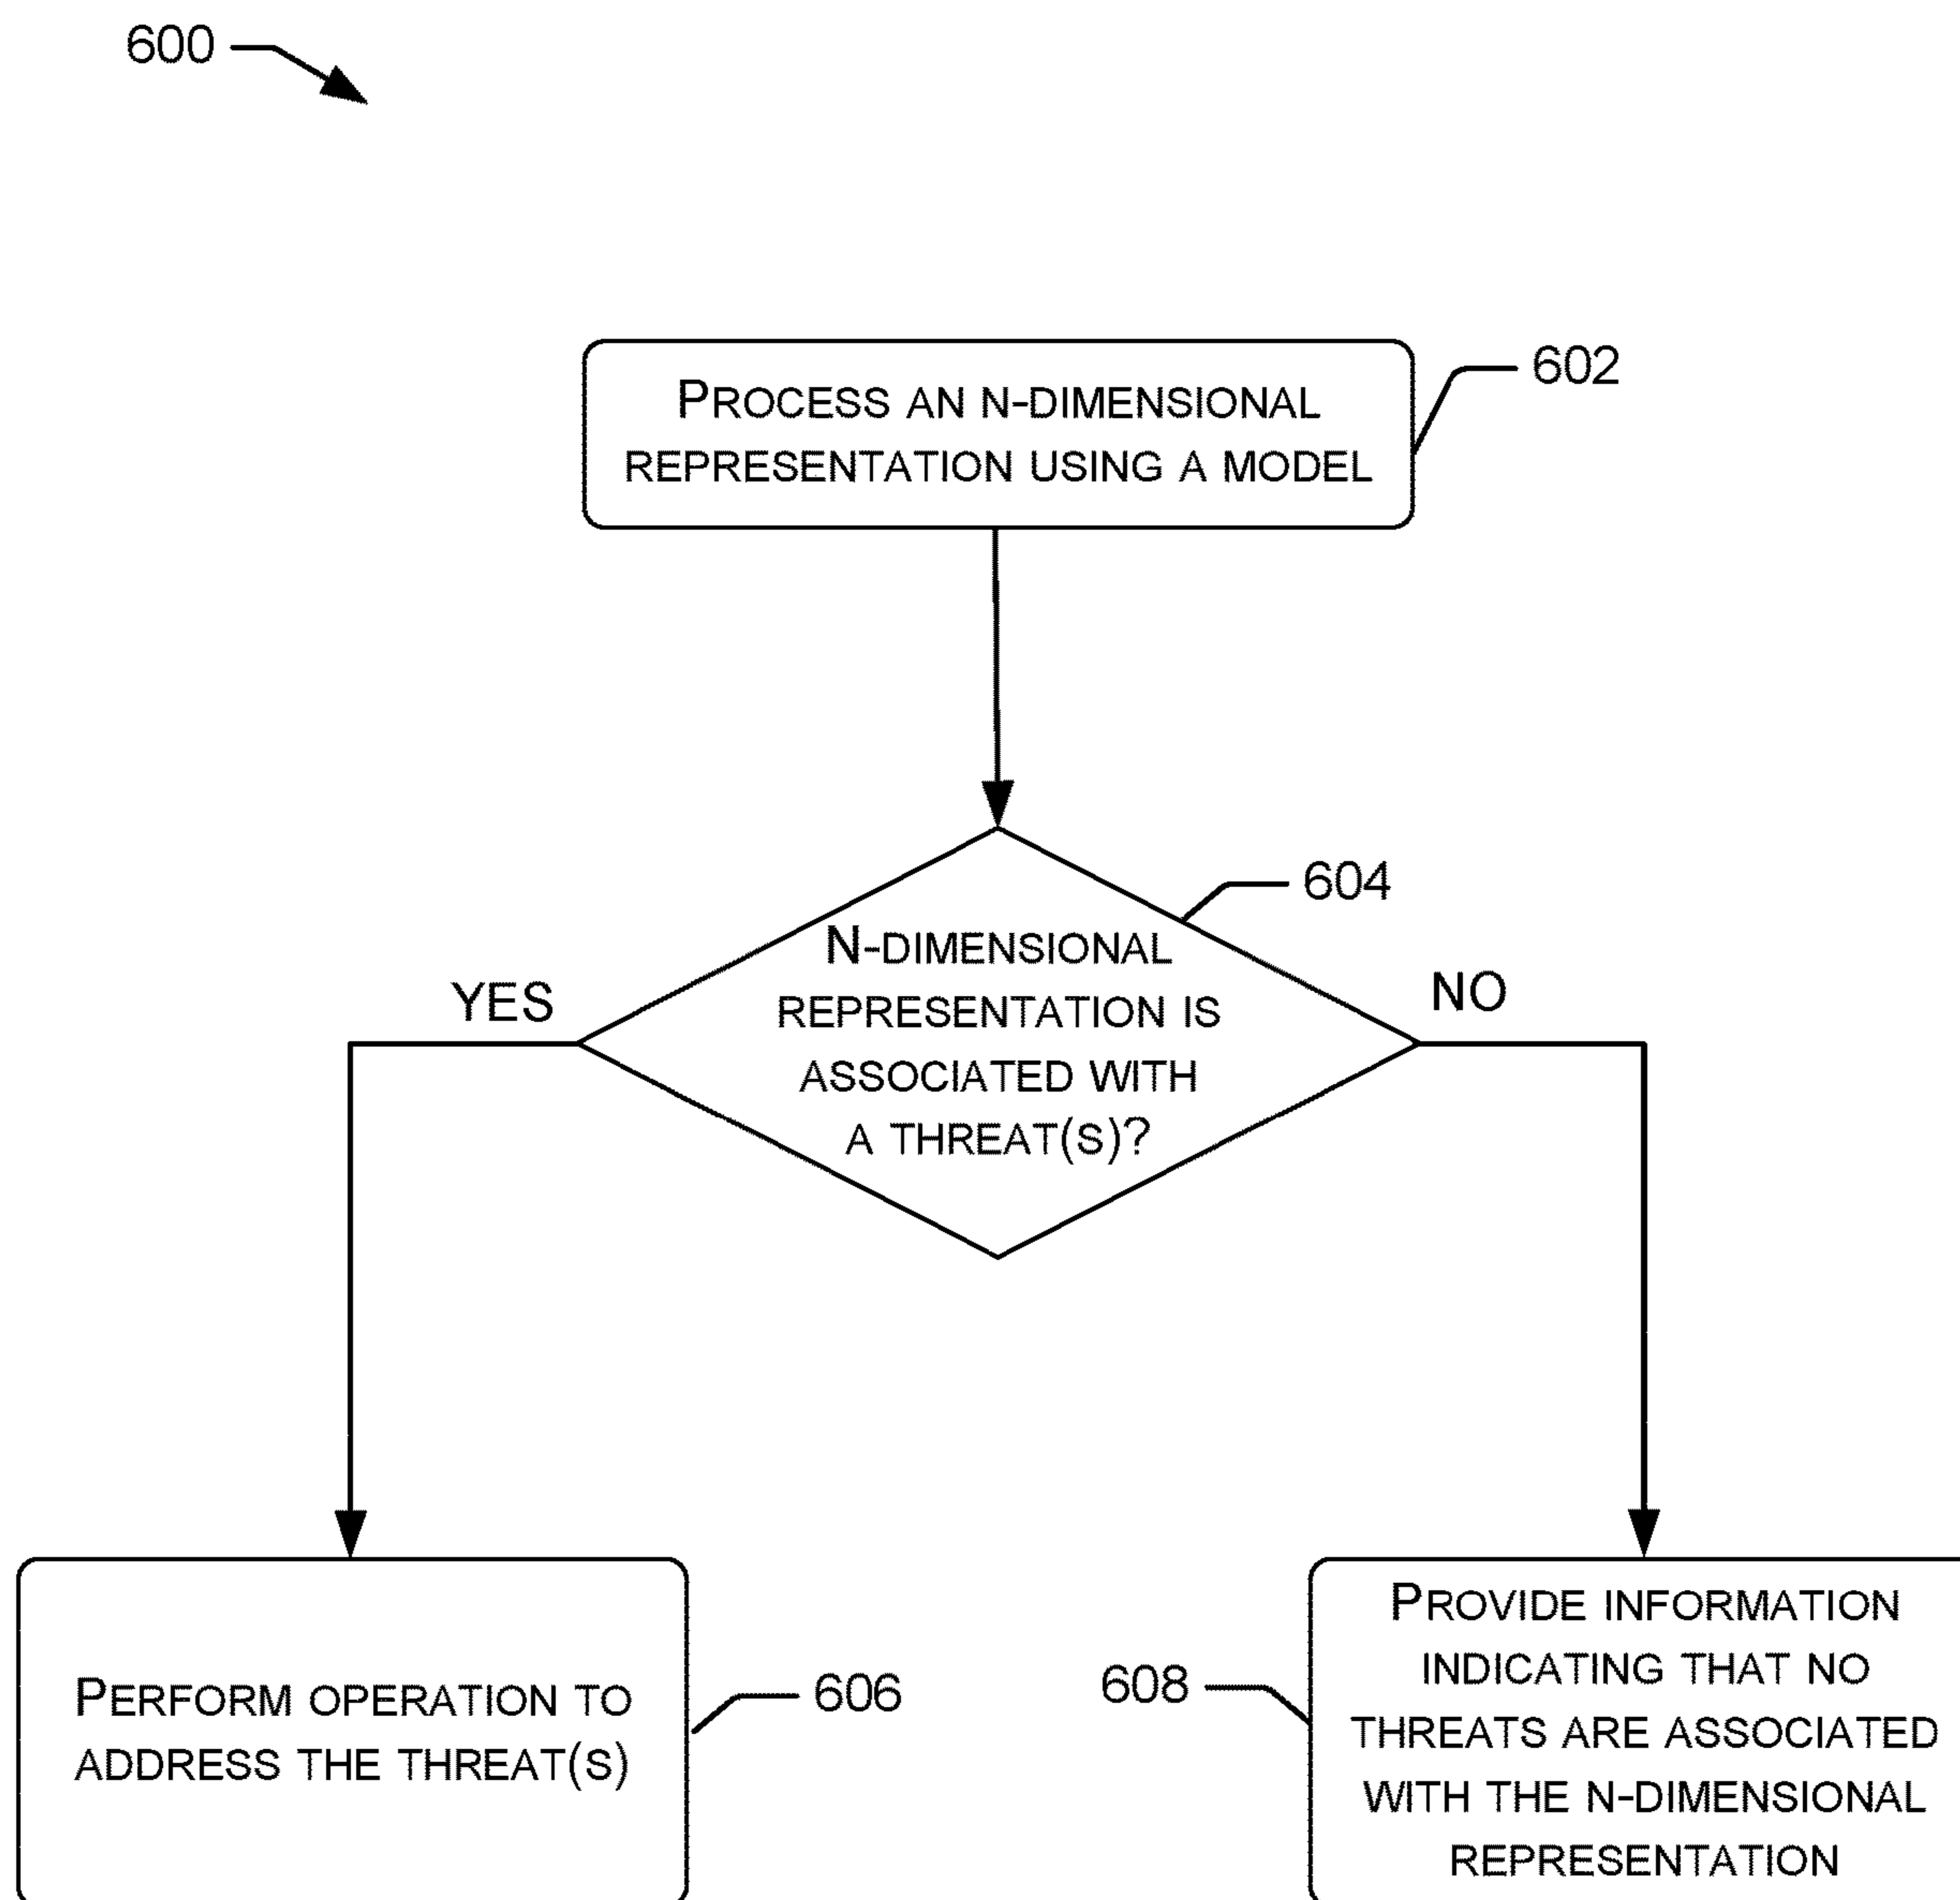 600
PROCESS AN N-DIMENSIONAL
REPRESENTATION USING A MODEL
602
604
N-DIMENSIONAL
REPRESENTATION IS
ASSOCIATED WITH
A THREAT(S)?
YES
NO
PERFORM OPERATION TO
ADDRESS THE THREAT(S)
606
608
PROVIDE INFORMATION
INDICATING THAT NO
THREATS ARE ASSOCIATED
WITH THE N-DIMENSIONAL
REPRESENTATION